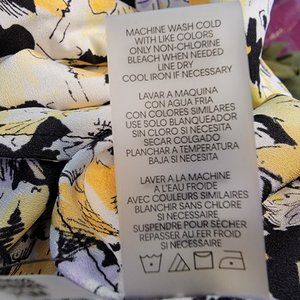 MACHINE WASH COLD
WITH LIKE COLORS
ONLY NON-CHLORINE
BLEACH WHEN NEEDED
LINE DRY
COOL IRON IF NECESSARY
LAVAR A MAQUINA
CON AGUA FRIA
CON COLORES SIMILARES
USE SOLO BLANQUEADOR
SIN CLORO SI NECESITA
SECAR COLGADO
PLANCHAR A TEMPERATURA
BAJA SI NECESITA
LAVER A LA MACHINE
A L'EAU FROIDE
AVEC COULEURS SIMILAIRES
BLANCHIR SANS CHLORE
SI NECESSAIRE
SUSPENDRE POUR SÉCHER
REPASSER AU FER FROID
SI NECESSAIRE